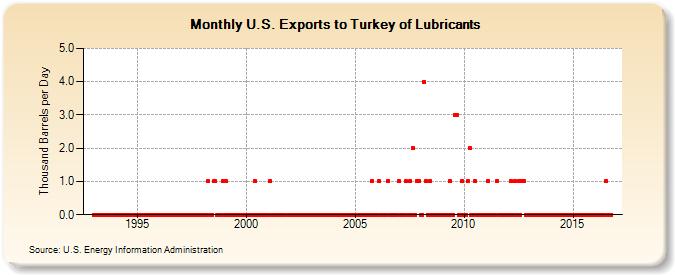 Monthly U.S. Exports to Turkey of Lubricants
Thousand Barrels per Day
5.0
4.0
3.0
2.0
1.0
0.0
1995 2000 2005 2010 2015
Source: U.S. Energy Information Administration